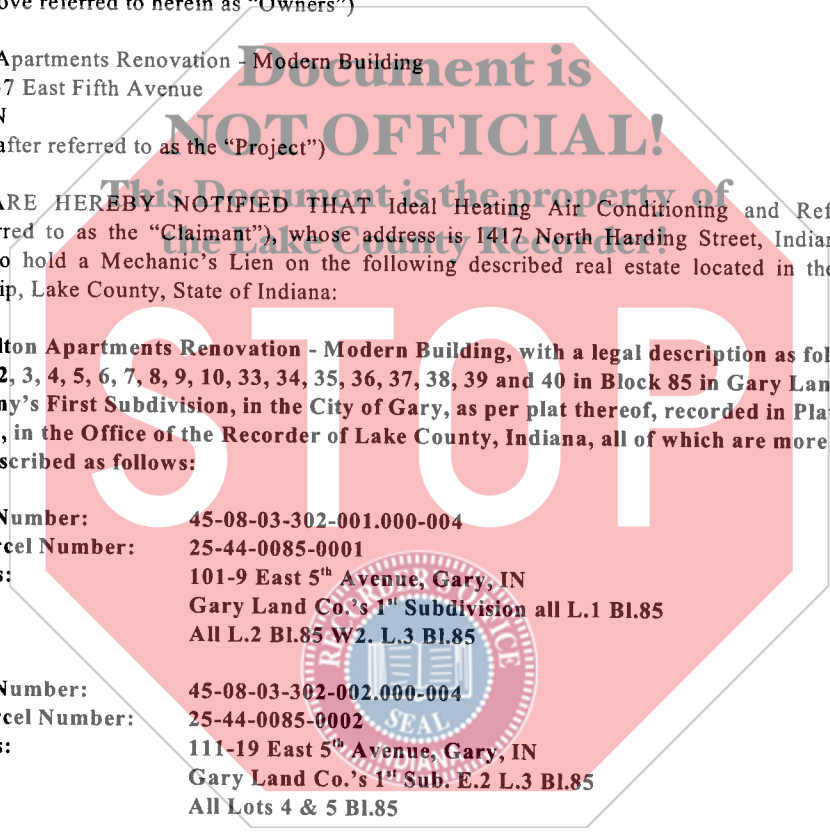 ove referred to herein as "Owners")
Apartments Renovation - Modern Building
7 East Fifth Avenue
N
after referred to as the "Project")
ARE HEREBY NOTIFIED THAT Ideal Heating Air Conditioning and Ref
rred to as the "Claimant"), whose address is 1417 North Harding Street, Indian
o hold a Mechanic's Lien on the following described real estate located in the
ip, Lake County, State of Indiana:
lton Apartments Renovation - Modern Building, with a legal description as fol
2, 3, 4, 5, 6, 7, 8, 9, 10, 33, 34, 35, 36, 37, 38, 39 and 40 in Block 85 in Gary Lan
ny's First Subdivision, in the City of Gary, as per plat thereof, recorded in Pla
, in the Office of the Recorder of Lake County, Indiana, all of which are more
scribed as follows:
Number: 45-08-03-302-001.000-004
rcel Number: 25-44-0085-0001
s: 101-9 East 5th Avenue, Gary, IN
Gary Land Co.'s 1st Subdivision all L.1 Bl.85
All L.2 Bl.85 W2. L.3 Bl.85
Number: 45-08-03-302-002.000-004
rcel Number: 25-44-0085-0002
s: 111-19 East 5th Avenue, Gary, IN
Gary Land Co.'s 1st Sub. E.2 L.3 Bl.85
All Lots 4 & 5 Bl.85
Document is
NOT OFFICIAL!
This Document is the property of
the Lake County Recorder!
STOP
RECORDER'S OFFICE
SEAL
INDIANA